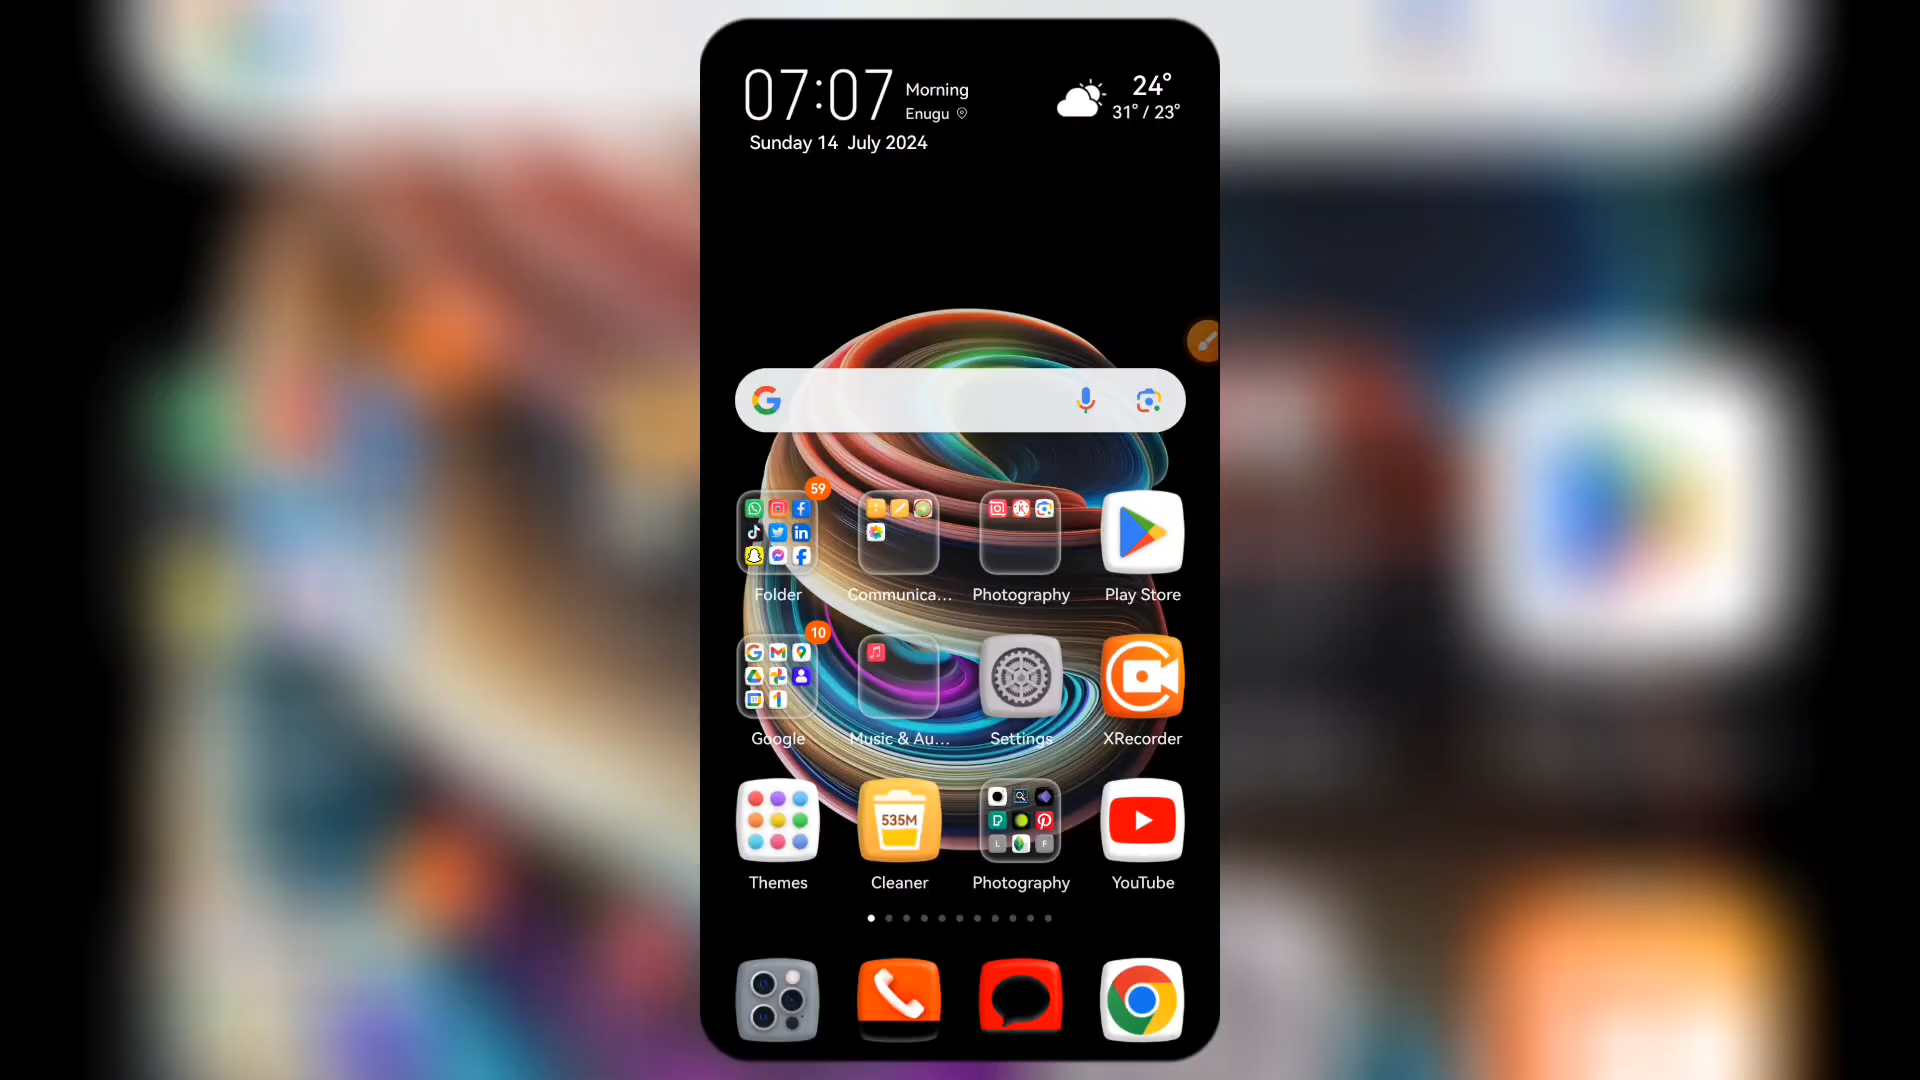 07:07
Morning
Enugu
Sunday 14 July 2024
24°
31° / 23°
59
Folder
Communica...
Photography
Play Store
10
Google
Music & Au...
Settings
XRecorder
535M
Themes
Cleaner
Photography
YouTube